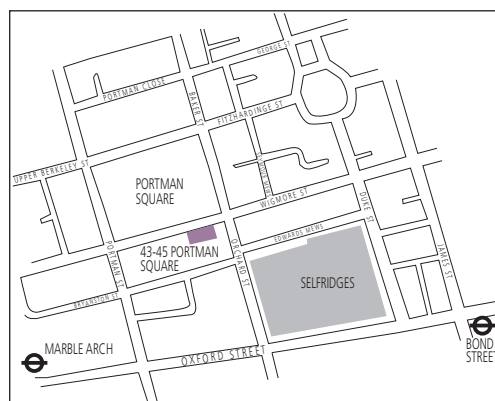 GEORGE ST
PORTMAN CLOSE
BAKER ST
FITZHARDINGE ST
UPPER BERKELEY ST
SEYMOUR MEWS
PORTMAN
SQUARE
WIGMORE ST
DUKE ST
EDWARDS MEWS
43-45 PORTMAN
SQUARE
PORTMAN ST
ORCHARD ST
JAMES ST
BRYANSTON ST
SELFRIDGES
MARBLE ARCH
OXFORD STREET
BOND
STREET